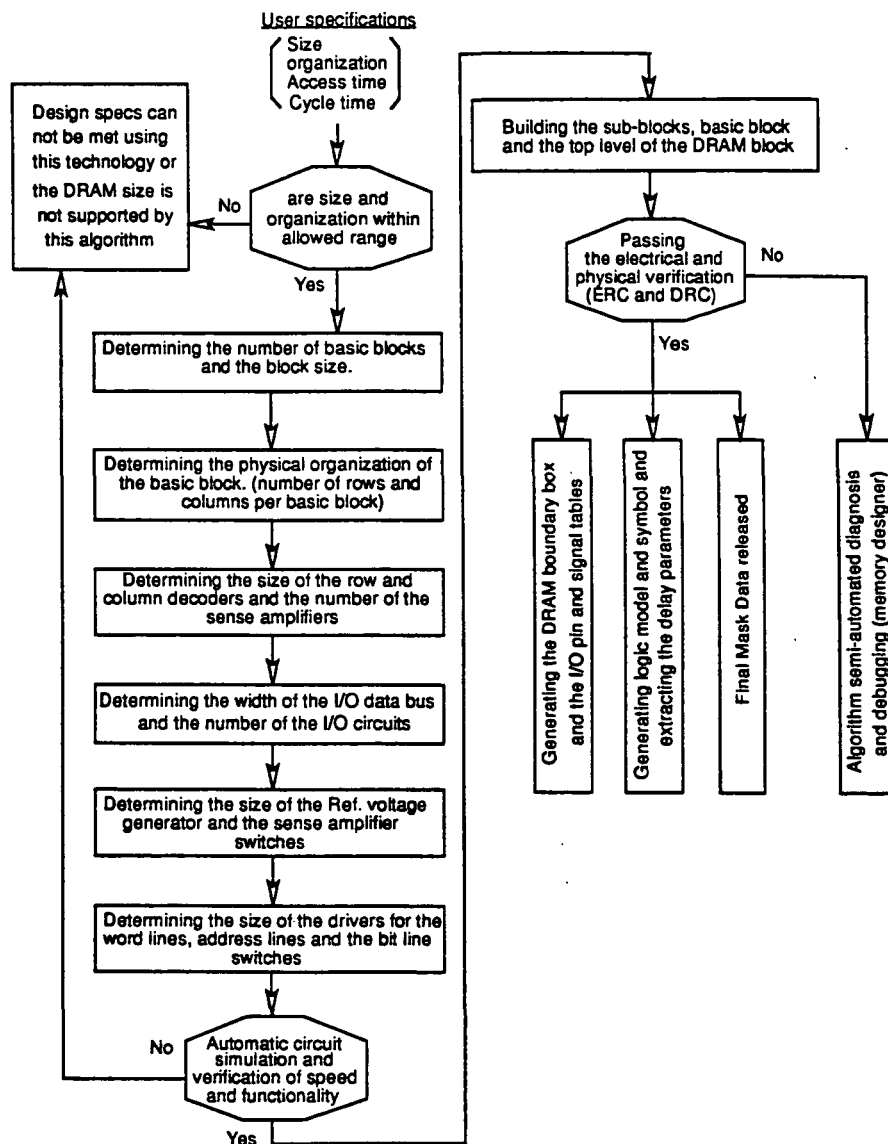 User specifications
Size
organization
Access time
Cycle time
Design specs can
not be met using
this technology or
the DRAM size is
not supported by
this algorithm
No
are size and
organization within
allowed range
Yes
Determining the number of basic blocks
and the block size.
Determining the physical organization of
the basic block. (number of rows and
columns per basic block)
Determining the size of the row and
column decoders and the number of the
sense amplifiers
Determining the width of the I/O data bus
and the number of the I/O circuits
Determining the size of the Ref. voltage
generator and the sense amplifier
switches
Determining the size of the drivers for the
word lines, address lines and the bit line
switches
No
Automatic circuit
simulation and
verification of speed
and functionality
Yes
Building the sub-blocks, basic block
and the top level of the DRAM block
Passing
the electrical and
physical verification
(ERC and DRC)
No
Yes
Generating the DRAM boundary box
and the I/O pin and signal tables
Generating logic model and symbol and
extracting the delay parameters
Final Mask Data released
Algorithm semi-automated diagnosis
and debugging (memory designer)